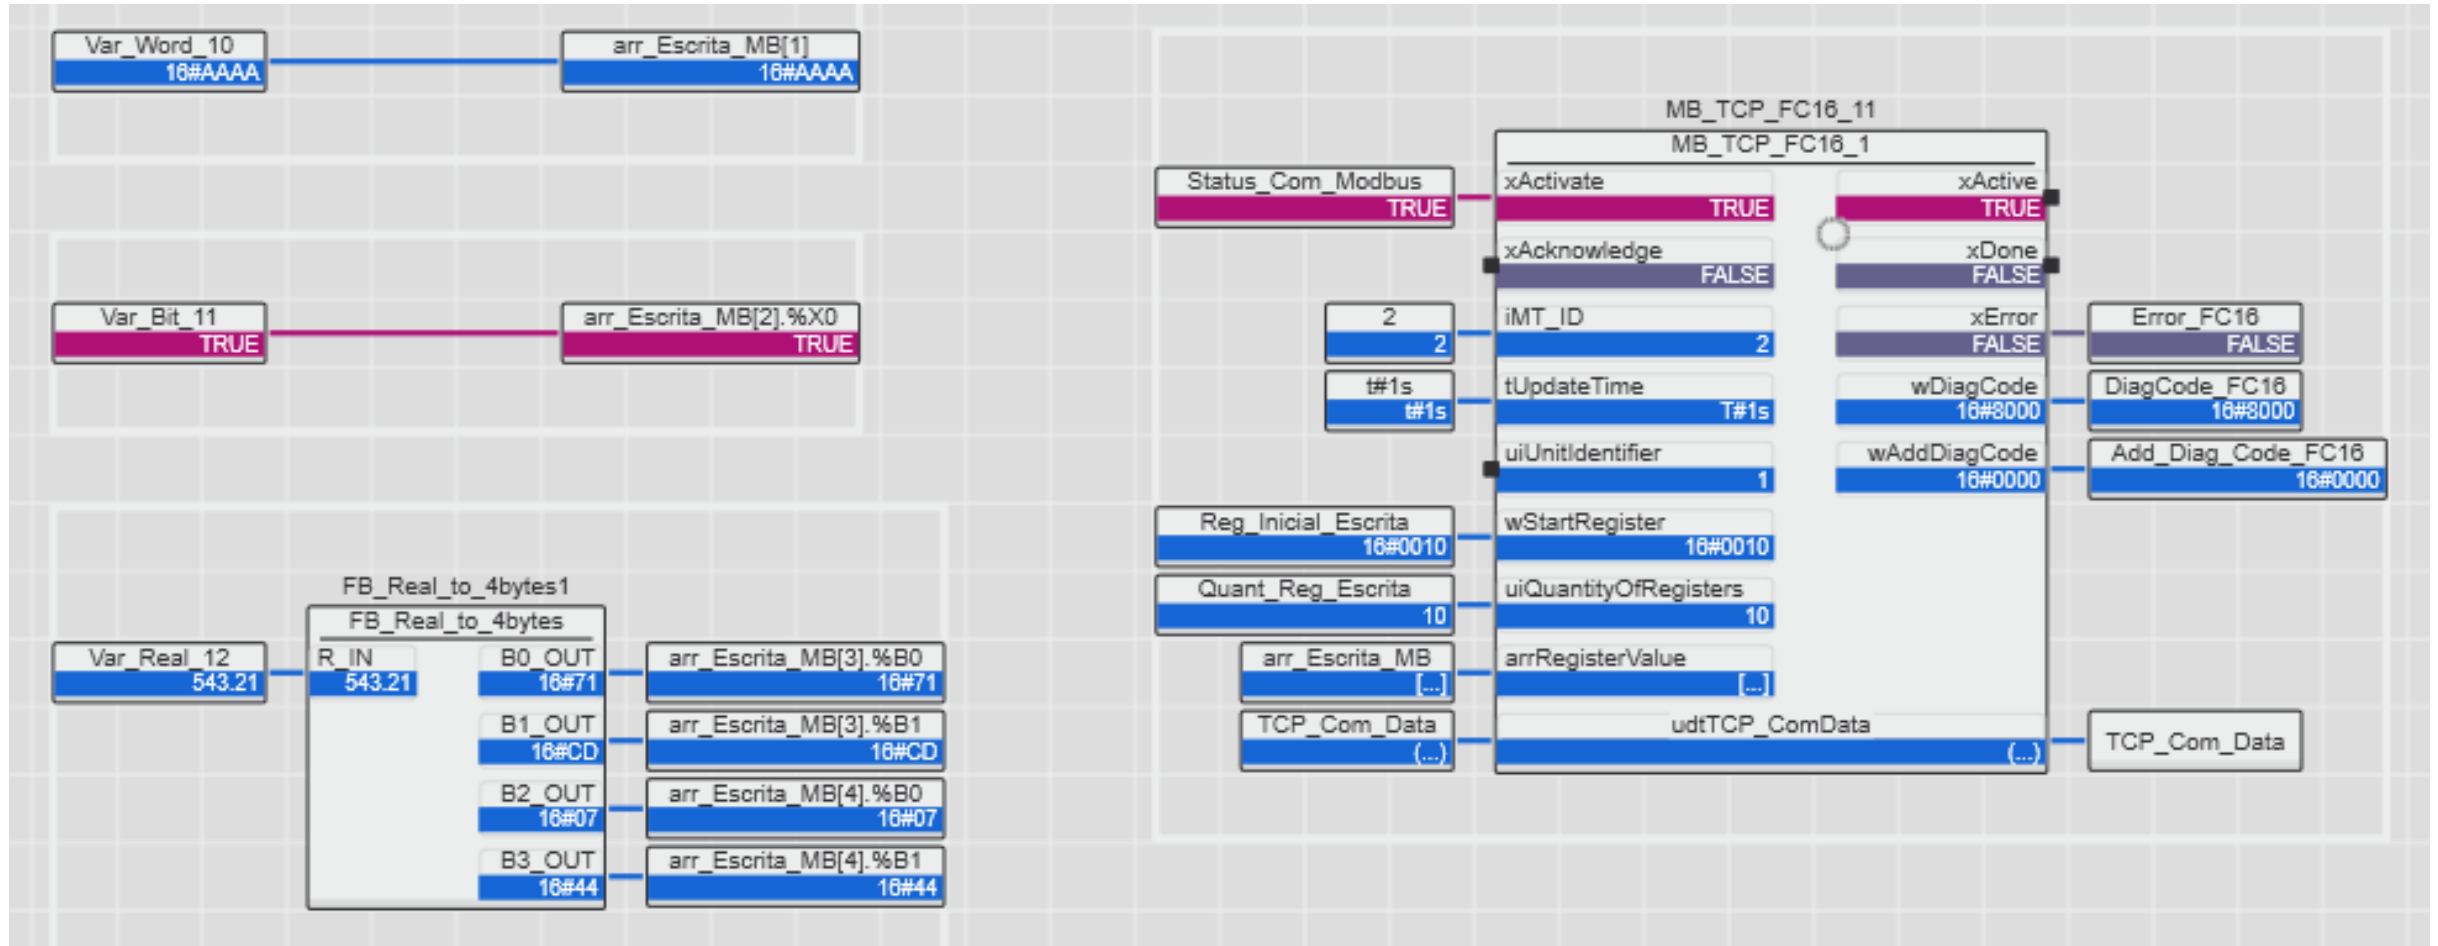 Var_Word_10
16#AAAA
arr_Escrita_MB[1]
16#AAAA
Var_Bit_11
TRUE
arr_Escrita_MB[2].%X0
TRUE
FB_Real_to_4bytes1
FB_Real_to_4bytes
Var_Real_12
543.21
R_IN
543.21
B0_OUT
16#71
arr_Escrita_MB[3].%B0
16#71
B1_OUT
16#CD
arr_Escrita_MB[3].%B1
16#CD
B2_OUT
16#07
arr_Escrita_MB[4].%B0
16#07
B3_OUT
16#44
arr_Escrita_MB[4].%B1
16#44
MB_TCP_FC16_11
MB_TCP_FC16_1
Status_Com_Modbus
TRUE
xActivate
TRUE
xActive
TRUE
xAcknowledge
FALSE
xDone
FALSE
2
2
iMT_ID
2
xError
FALSE
Error_FC16
FALSE
t#1s
t#1s
tUpdateTime
T#1s
wDiagCode
16#8000
DiagCode_FC16
16#8000
uiUnitIdentifier
1
wAddDiagCode
16#0000
Add_Diag_Code_FC16
16#0000
Reg_Inicial_Escrita
16#0010
wStartRegister
16#0010
Quant_Reg_Escrita
10
uiQuantityOfRegisters
10
arr_Escrita_MB
[...]
arrRegisterValue
[...]
TCP_Com_Data
(...)
udtTCP_ComData
(...)
TCP_Com_Data